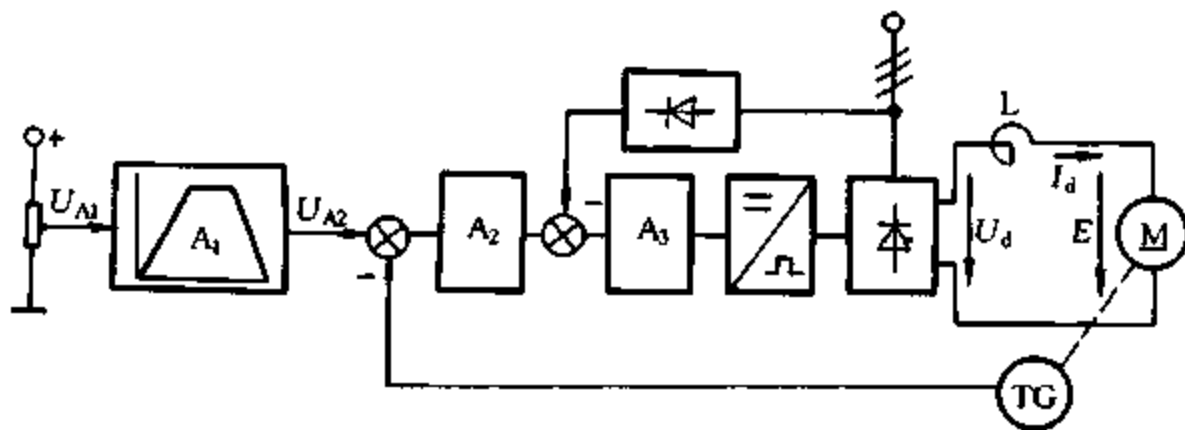 +
U_A1
A_1
U_A2
−
A_2
−
A_3
=
L
I_d
U_d
E
M
TG